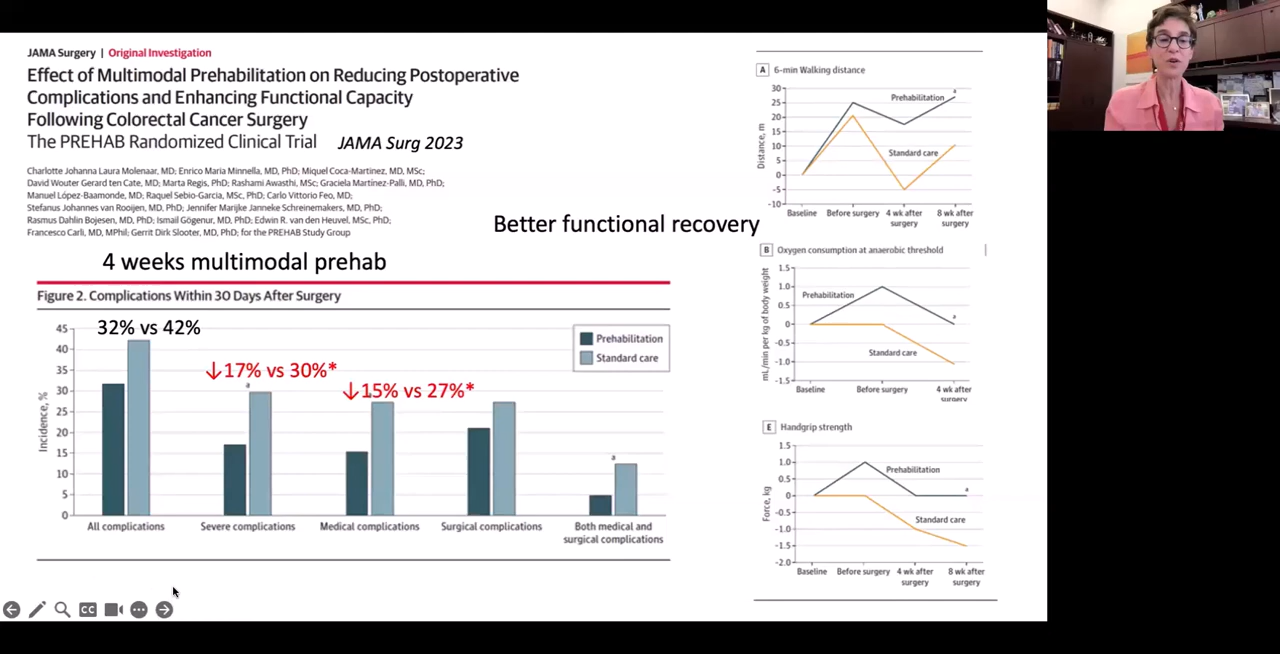 JAMA Surgery | Original Investigation
Effect of Multimodal Prehabilitation on Reducing Postoperative
Complications and Enhancing Functional Capacity
Following Colorectal Cancer Surgery
The PREHAB Randomized Clinical Trial JAMA Surg 2023
Charlotte Johanna Laura Molenaar, MD; Enrico Maria Minnella, MD, PhD; Miquel Coca-Martinez, MD, MSc;
David Wouter Gerard ten Cate, MD; Marta Regis, PhD; Rashami Awasthi, MSc; Graciela Martínez-Palli, MD, PhD;
Manuel López-Baamonde, MD; Raquel Sebio-Garcia, MSc, PhD; Carlo Vittorio Feo, MD;
Stefanus Johannes van Rooijen, MD, PhD; Jennifer Marijke Janneke Schreinemakers, MD, PhD;
Rasmus Dahlin Bojesen, MD, PhD; Ismail Gögenur, MD, PhD; Edwin R. van den Heuvel, MSc, PhD;
Francesco Carli, MD, MPhil; Gerrit Dirk Slooter, MD, PhD; for the PREHAB Study Group
Better functional recovery
4 weeks multimodal prehab
Figure 2. Complications Within 30 Days After Surgery
32% vs 42%
↓17% vs 30%*
↓15% vs 27%*
Prehabilitation
Standard care
Incidence, %
45
40
35
30
25
20
15
10
5
0
a
a
All complications
Severe complications
Medical complications
Surgical complications
Both medical and
surgical complications
CC
A 6-min Walking distance
Distance, m
30
25
20
15
10
5
0
-5
-10
Prehabilitation
a
Standard care
Baseline
Before surgery
4 wk after
surgery
8 wk after
surgery
B Oxygen consumption at anaerobic threshold
mL/min per kg of body weight
1.5
1.0
0.5
0
-0.5
-1.0
-1.5
Prehabilitation
a
Standard care
Baseline
Before surgery
4 wk after
surgery
E Handgrip strength
Force, kg
1.5
1.0
0.5
0
-0.5
-1.0
-1.5
-2.0
Prehabilitation
a
Standard care
Baseline
Before surgery
4 wk after
surgery
8 wk after
surgery